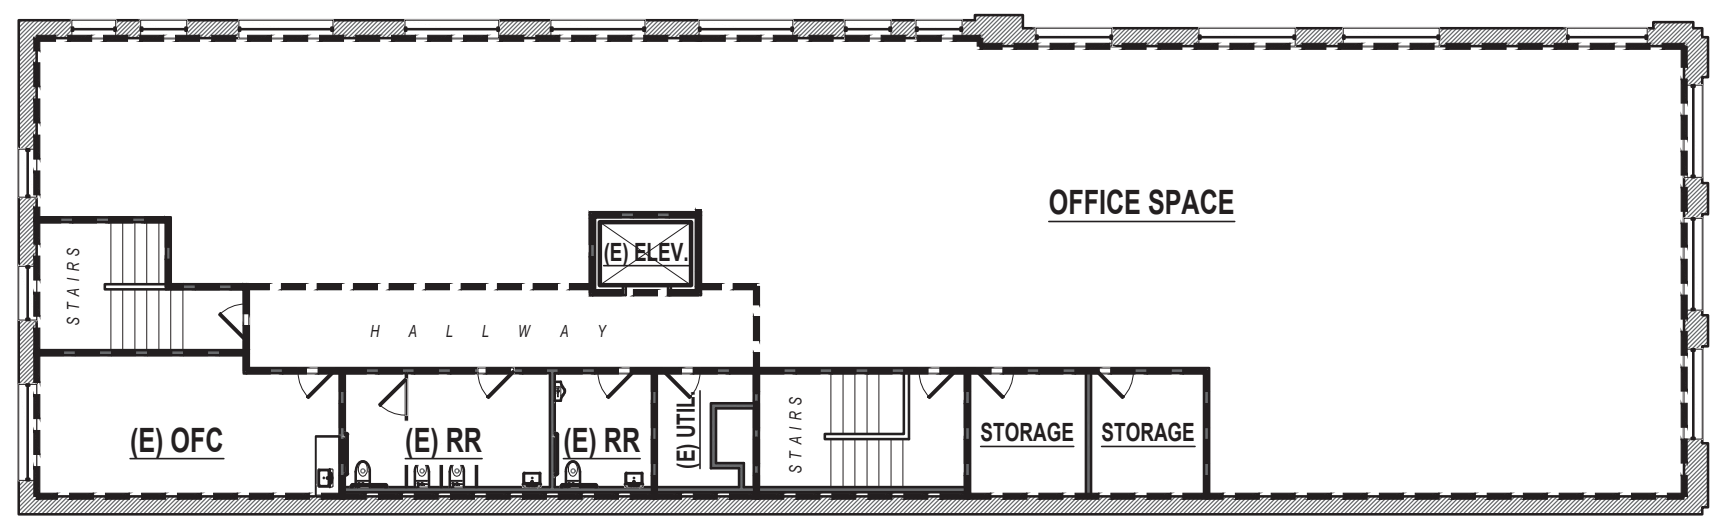 OFFICE SPACE
(E) ELEV.
STAIRS
HALLWAY
(E) OFC
(E) RR
(E) RR
(E) UTIL
STAIRS
STORAGE
STORAGE